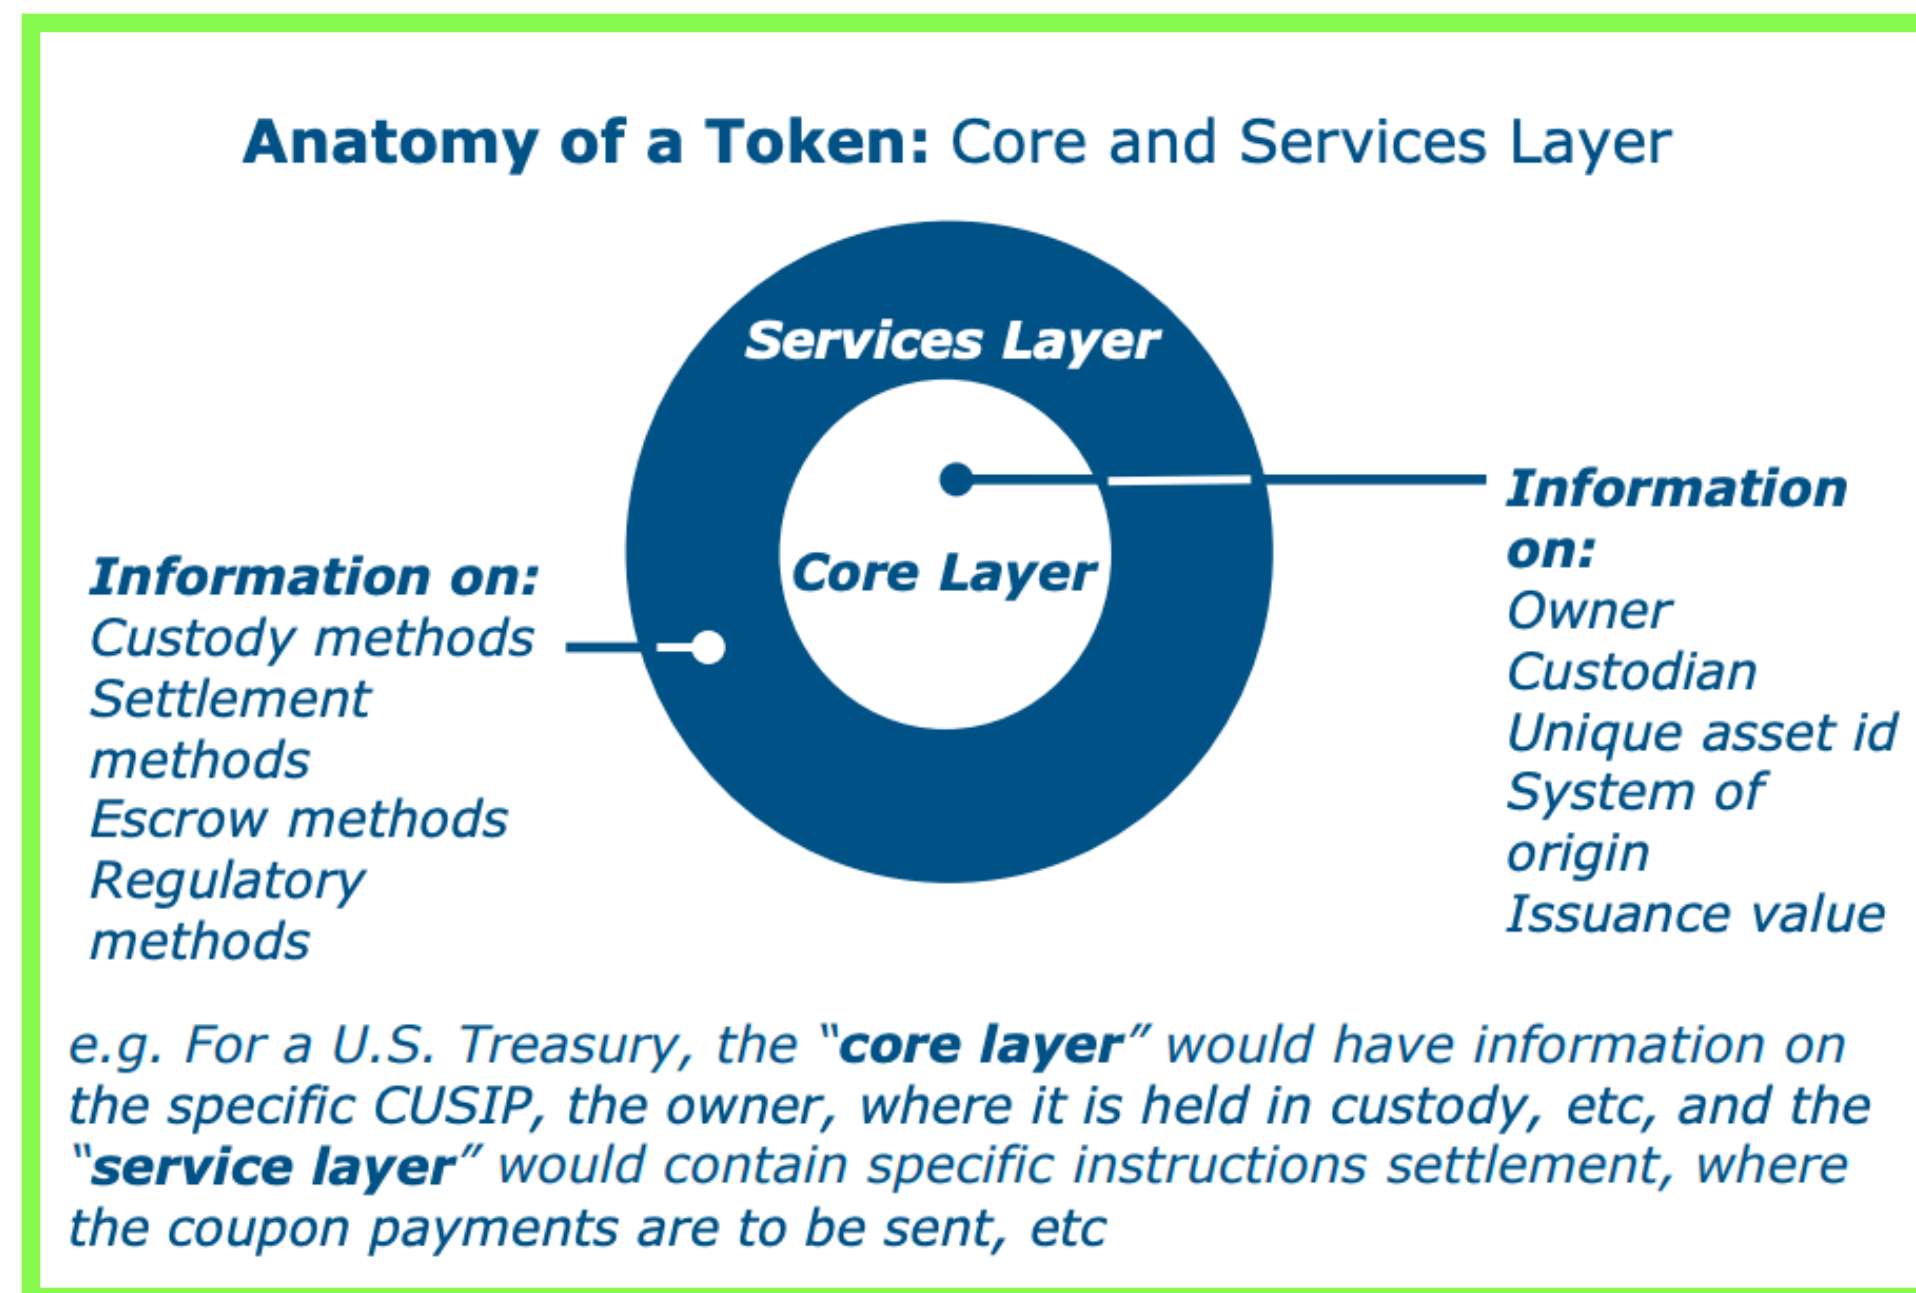 Anatomy of a Token: Core and Services Layer
Services Layer
Core Layer
Information on:
Custody methods
Settlement
methods
Escrow methods
Regulatory
methods
Information
on:
Owner
Custodian
Unique asset id
System of
origin
Issuance value
e.g. For a U.S. Treasury, the “core layer” would have information on
the specific CUSIP, the owner, where it is held in custody, etc, and the
“service layer” would contain specific instructions settlement, where
the coupon payments are to be sent, etc